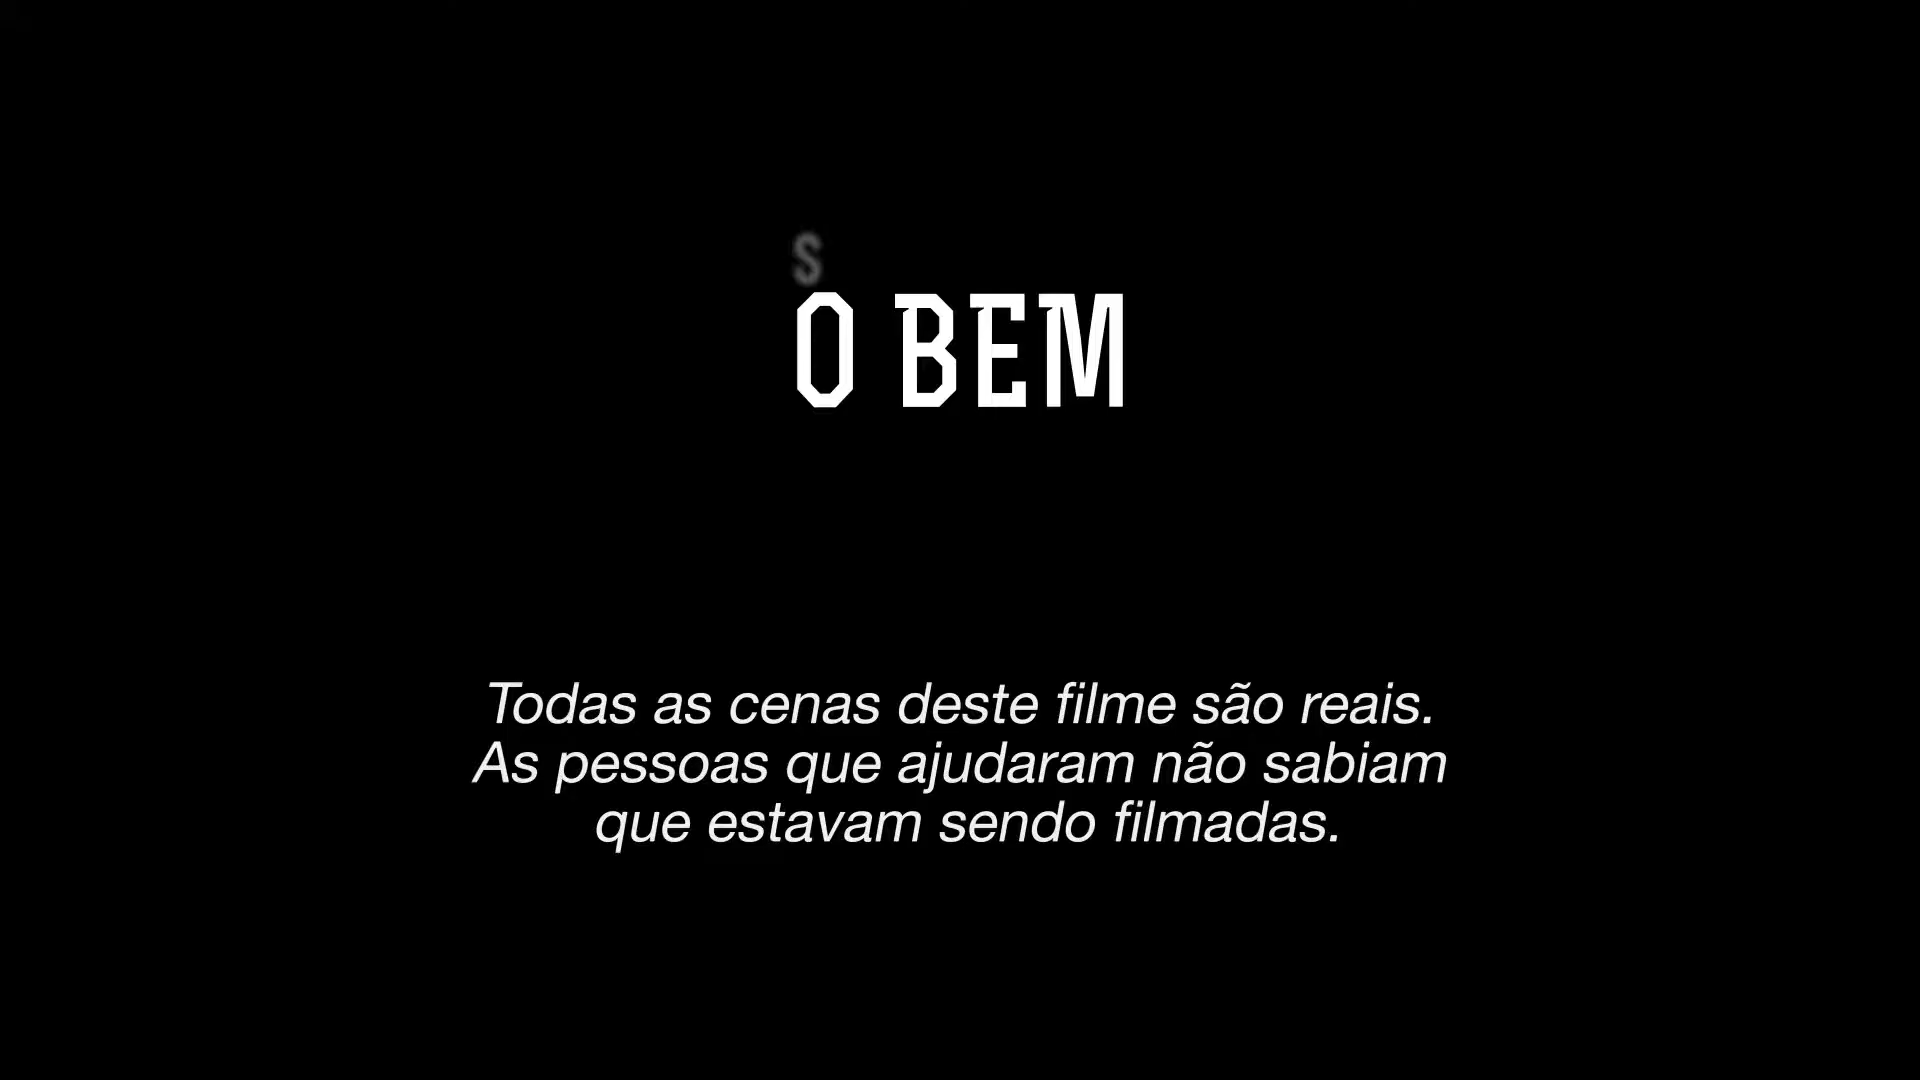 S
O BEM
Todas as cenas deste filme são reais.
As pessoas que ajudaram não sabiam
que estavam sendo filmadas.